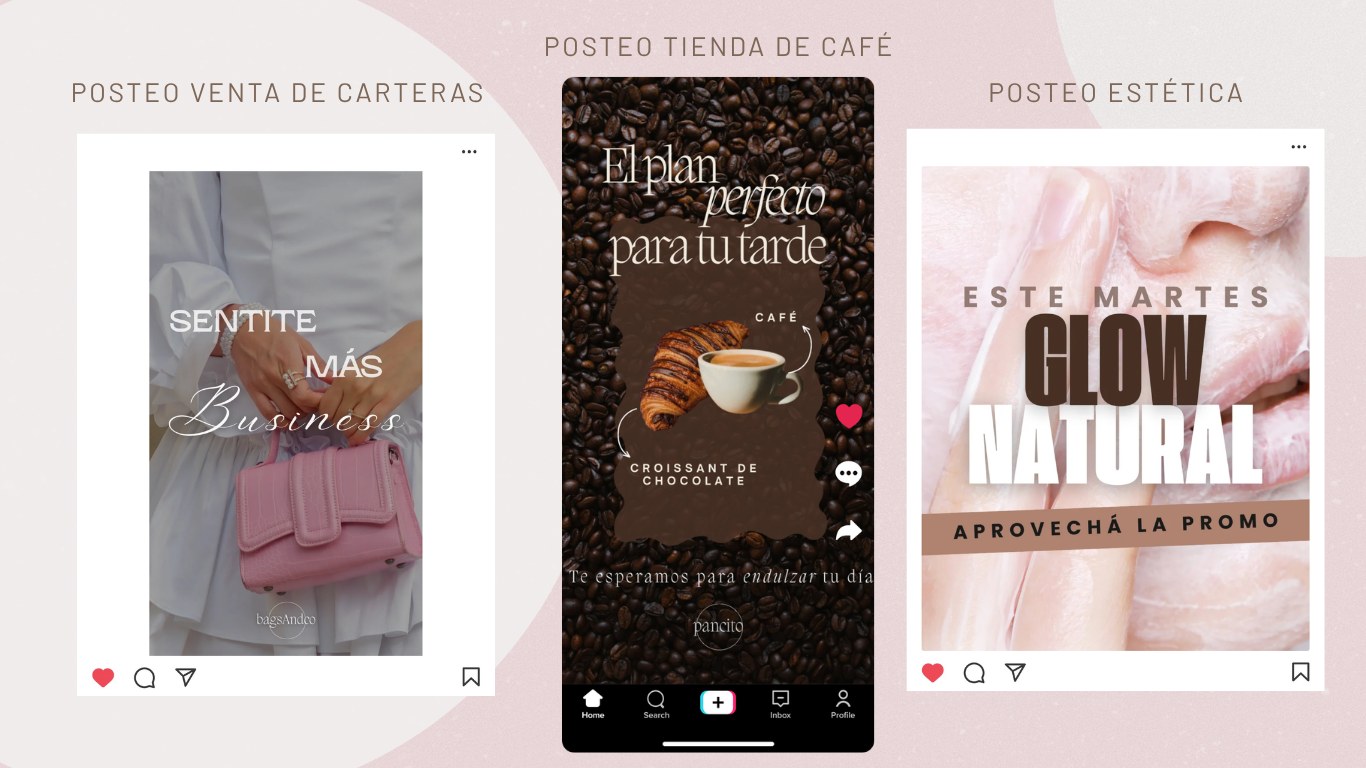 POSTEO VENTA DE CARTERAS
SENTITE
MÁS
Business
bagsAndco
POSTEO TIENDA DE CAFÉ
El plan
perfecto
para tu tarde
CAFÉ
CROISSANT DE
CHOCOLATE
Te esperamos para endulzar tu día
pancito
Home
Search
Inbox
Profile
POSTEO ESTÉTICA
ESTE MARTES
GLOW
NATURAL
APROVECHÁ LA PROMO